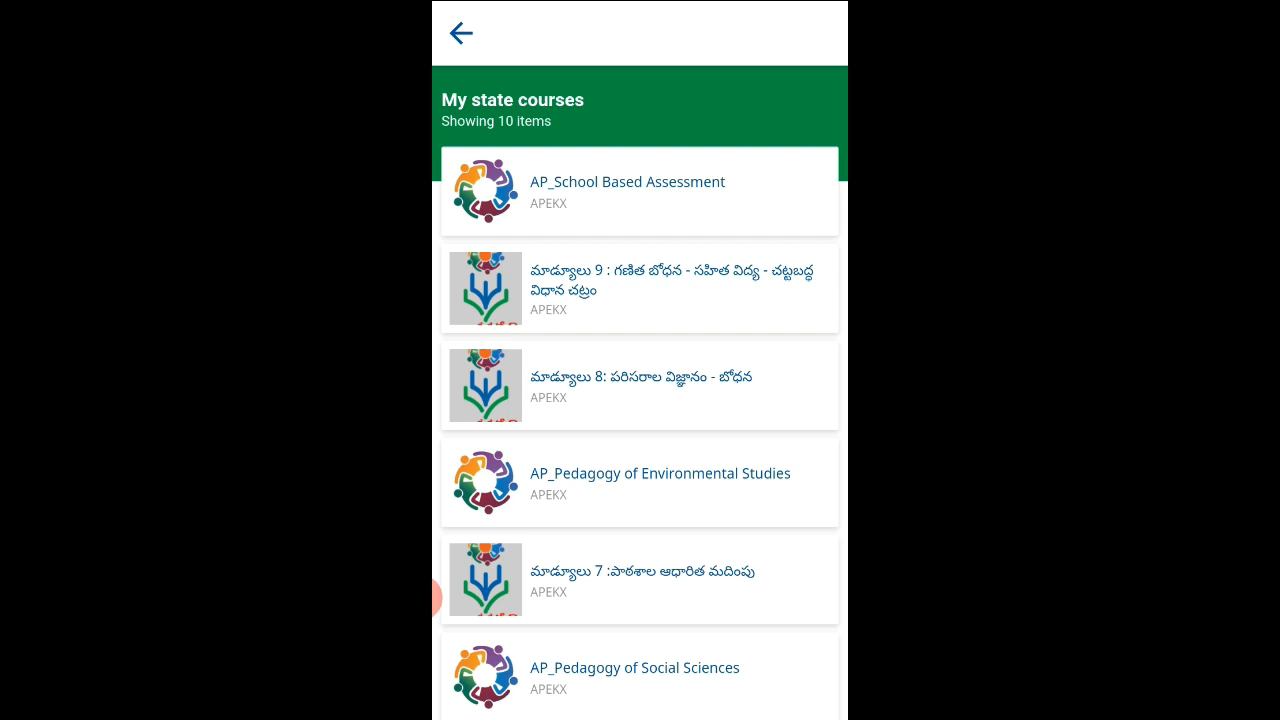 My state courses
Showing 10 items
AP_School Based Assessment
APEKX
మాడ్యూలు 9 : గణిత బోధన - సహిత విద్య - చట్టబద్ధ
విధాన చట్రం
APEKX
మాడ్యూలు 8: పరిసరాల విజ్ఞానం - బోధన
APEKX
AP_Pedagogy of Environmental Studies
APEKX
మాడ్యూలు 7 :పాఠశాల ఆధారిత మదింపు
APEKX
AP_Pedagogy of Social Sciences
APEKX